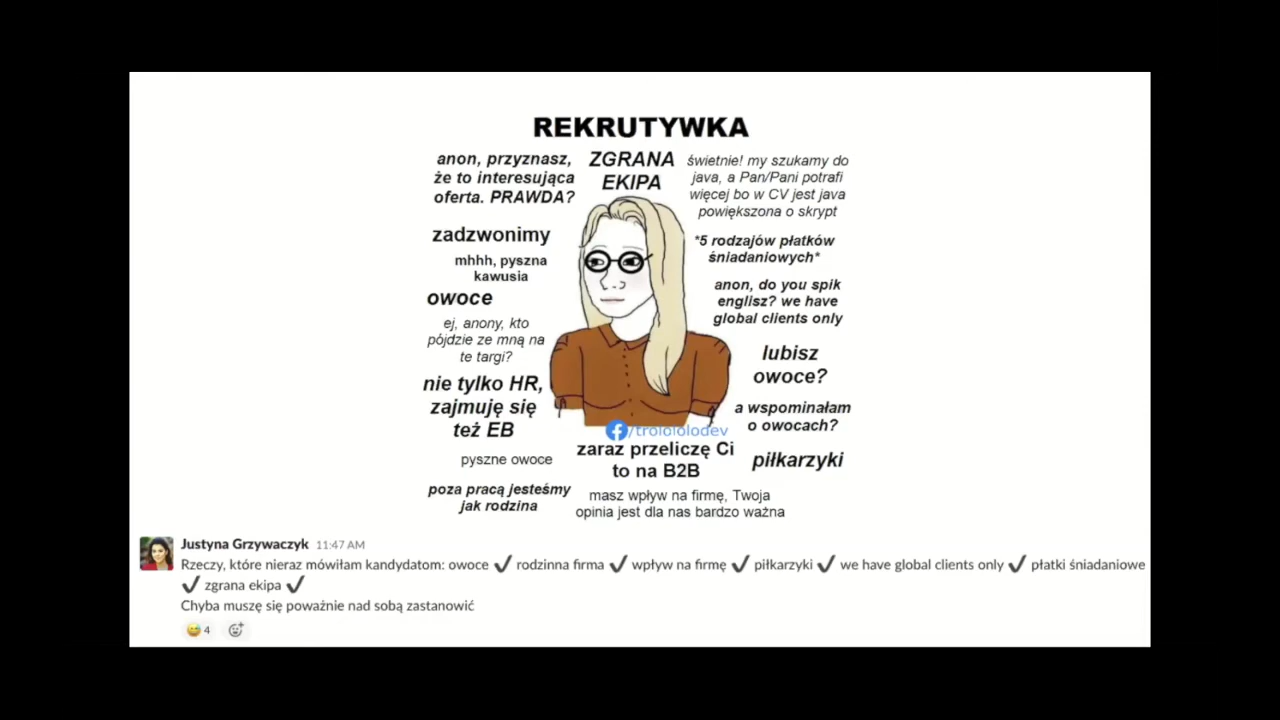 REKRUTYWKA
anon, przyznasz,
że to interesująca
oferta. PRAWDA?
ZGRANA
EKIPA
świetnie! my szukamy do
java, a Pan/Pani potrafi
więcej bo w CV jest java
powiększona o skrypt
zadzwonimy
*5 rodzajów płatków
śniadaniowych*
mhhh, pyszna
kawusia
owoce
anon, do you spik
englisz? we have
global clients only
ej, anony, kto
pójdzie ze mną na
te targi?
lubisz
owoce?
nie tylko HR,
zajmuję się
też EB
a wspominałam
o owocach?
/trolololodev
pyszne owoce
zaraz przeliczę Ci
to na B2B
piłkarzyki
poza pracą jesteśmy
jak rodzina
masz wpływ na firmę, Twoja
opinia jest dla nas bardzo ważna
Justyna Grzywaczyk 11:47 AM
Rzeczy, które nieraz mówiłam kandydatom: owoce ✔ rodzinna firma ✔ wpływ na firmę ✔ piłkarzyki ✔ we have global clients only ✔ płatki śniadaniowe
✔ zgrana ekipa ✔
Chyba muszę się poważnie nad sobą zastanowić
😅 4